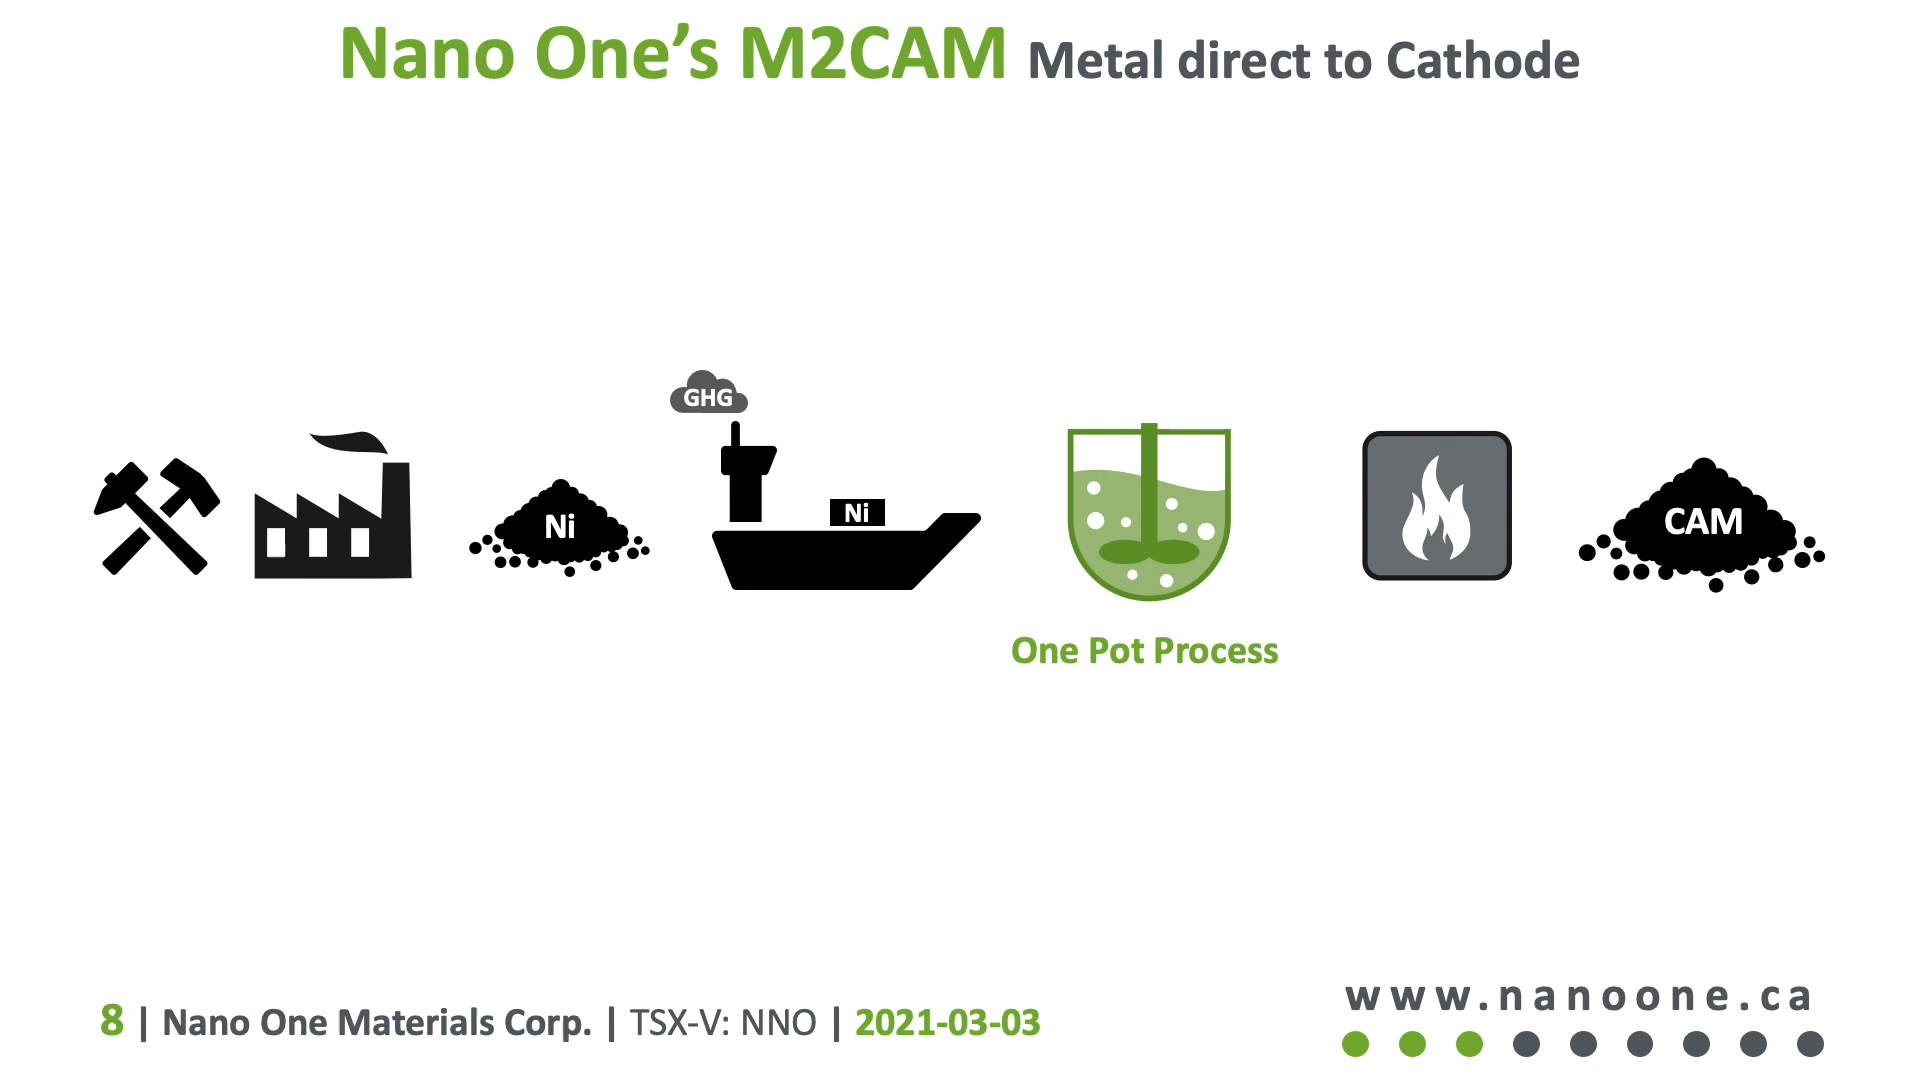 Nano One's M2CAM Metal direct to Cathode
GHG
Ni
Ni
CAM
One Pot Process
www.nanoone.ca
8 | Nano One Materials Corp. | TSX-V: NNO | 2021-03-03